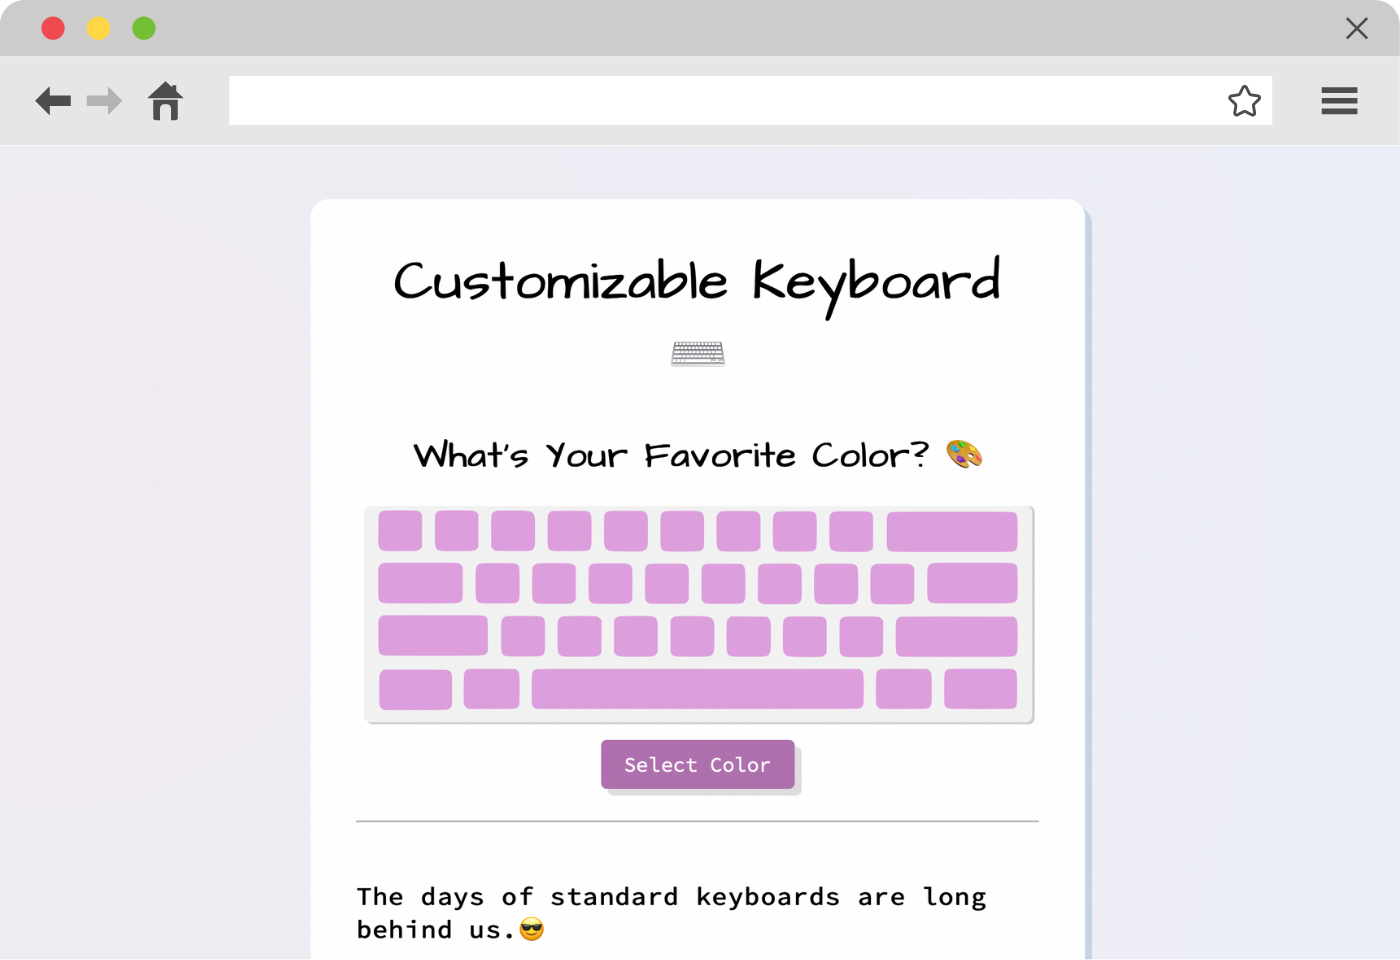 Customizable Keyboard
⌨️
What's Your Favorite Color? 🎨
Select Color
The days of standard keyboards are long
behind us.😎